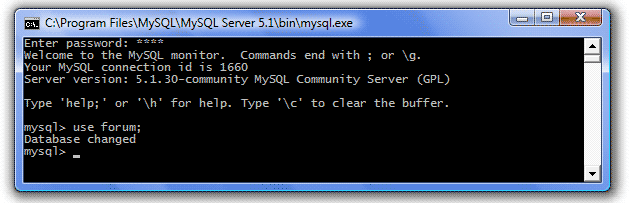 C:\Program Files\MySQL\MySQL Server 5.1\bin\mysql.exe
Enter password: ****
Welcome to the MySQL monitor.  Commands end with ; or \g.
Your MySQL connection id is 1660
Server version: 5.1.30-community MySQL Community Server (GPL)
Type 'help;' or '\h' for help. Type '\c' to clear the buffer.
mysql> use forum;
Database changed
mysql> _